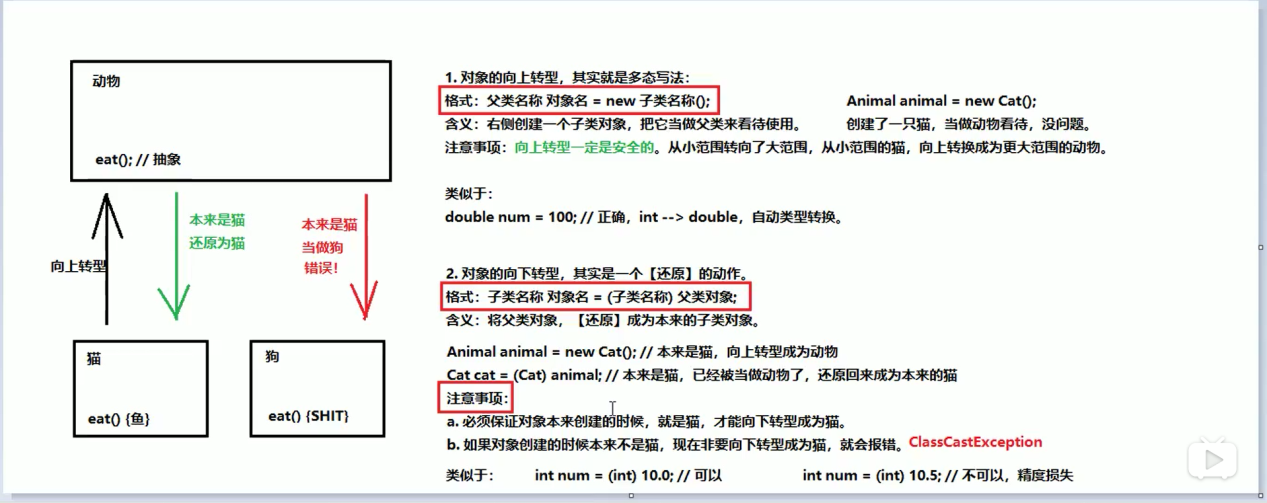 动物
eat(); // 抽象
向上转型
本来是猫
还原为猫
本来是猫
当做狗
错误！
猫
eat() {鱼}
狗
eat() {SHIT}
1. 对象的向上转型，其实就是多态写法：
格式：父类名称 对象名 = new 子类名称();
Animal animal = new Cat();
含义：右侧创建一个子类对象，把它当做父类来看待使用。
创建了一只猫，当做动物看待，没问题。
注意事项：向上转型一定是安全的。从小范围转向了大范围，从小范围的猫，向上转换成为更大范围的动物。
类似于：
double num = 100; // 正确，int --> double，自动类型转换。
2. 对象的向下转型，其实是一个【还原】的动作。
格式：子类名称 对象名 = (子类名称) 父类对象;
含义：将父类对象，【还原】成为本来的子类对象。
Animal animal = new Cat(); // 本来是猫，向上转型成为动物
Cat cat = (Cat) animal; // 本来是猫，已经被当做动物了，还原回来成为本来的猫
注意事项：
a. 必须保证对象本来创建的时候，就是猫，才能向下转型成为猫。
b. 如果对象创建的时候本来不是猫，现在非要向下转型成为猫，就会报错。ClassCastException
类似于： int num = (int) 10.0; // 可以 int num = (int) 10.5; // 不可以，精度损失